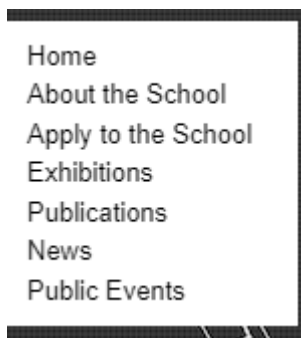 Home
About the School
Apply to the School
Exhibitions
Publications
News
Public Events